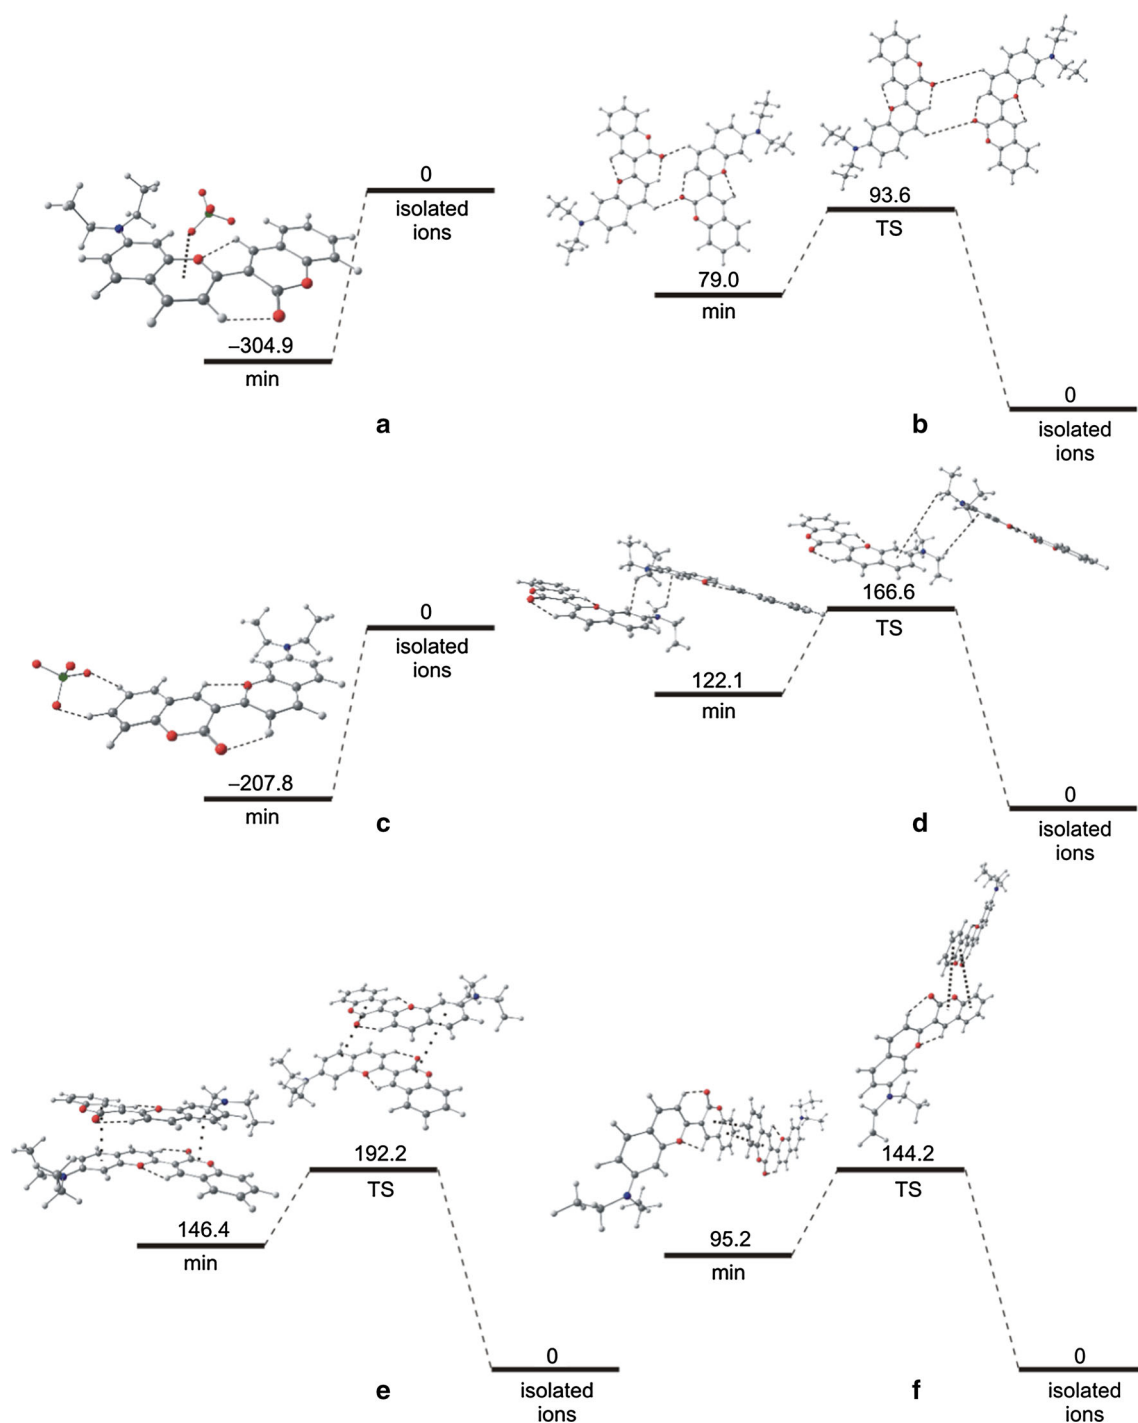 0
isolated
ions
−304.9
min
a
93.6
TS
79.0
min
0
isolated
ions
b
0
isolated
ions
−207.8
min
c
166.6
TS
122.1
min
0
isolated
ions
d
192.2
TS
146.4
min
0
isolated
ions
e
144.2
TS
95.2
min
0
isolated
ions
f